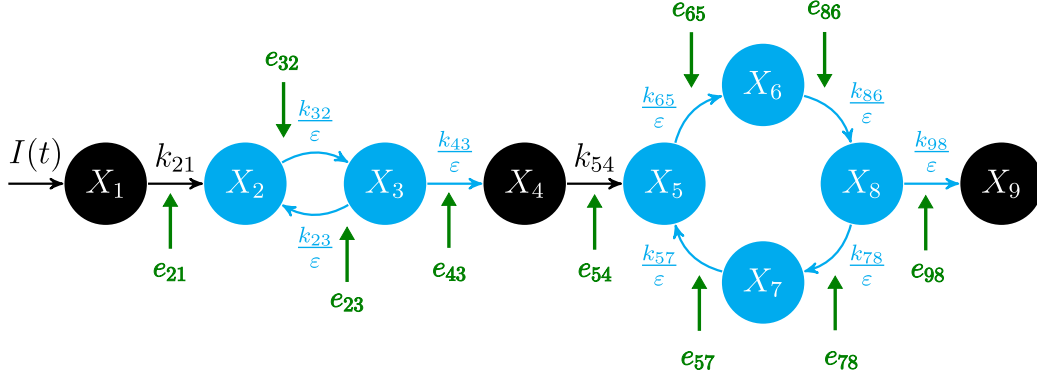 e₆₅ e₈₆
e₃₂
X₆
k₃₂/ε k₆₅/ε k₈₆/ε
I(t) k₂₁ k₄₃/ε k₅₄ k₉₈/ε
X₁ X₂ X₃ X₄ X₅ X₈ X₉
k₂₃/ε k₅₇/ε k₇₈/ε
e₂₁ e₄₃ e₅₄ e₉₈
X₇
e₂₃
e₅₇ e₇₈